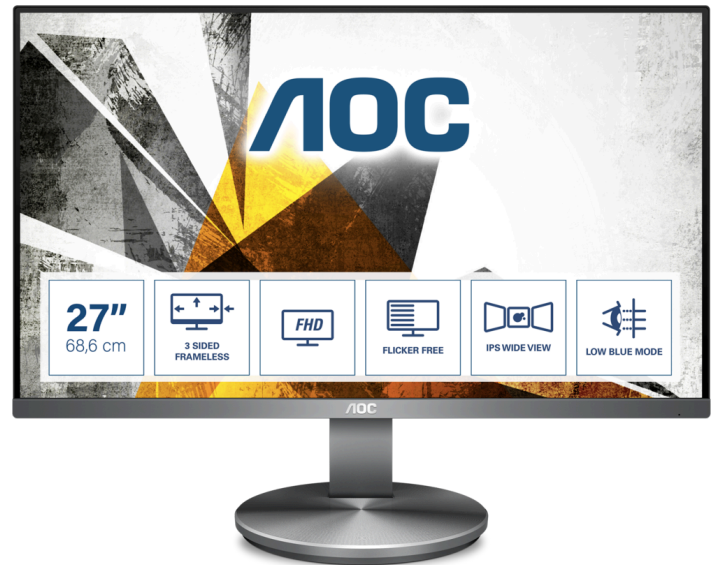 AOC
27″
68,6 cm
3 SIDED
FRAMELESS
FHD
FLICKER FREE
IPS WIDE VIEW
LOW BLUE MODE
AOC